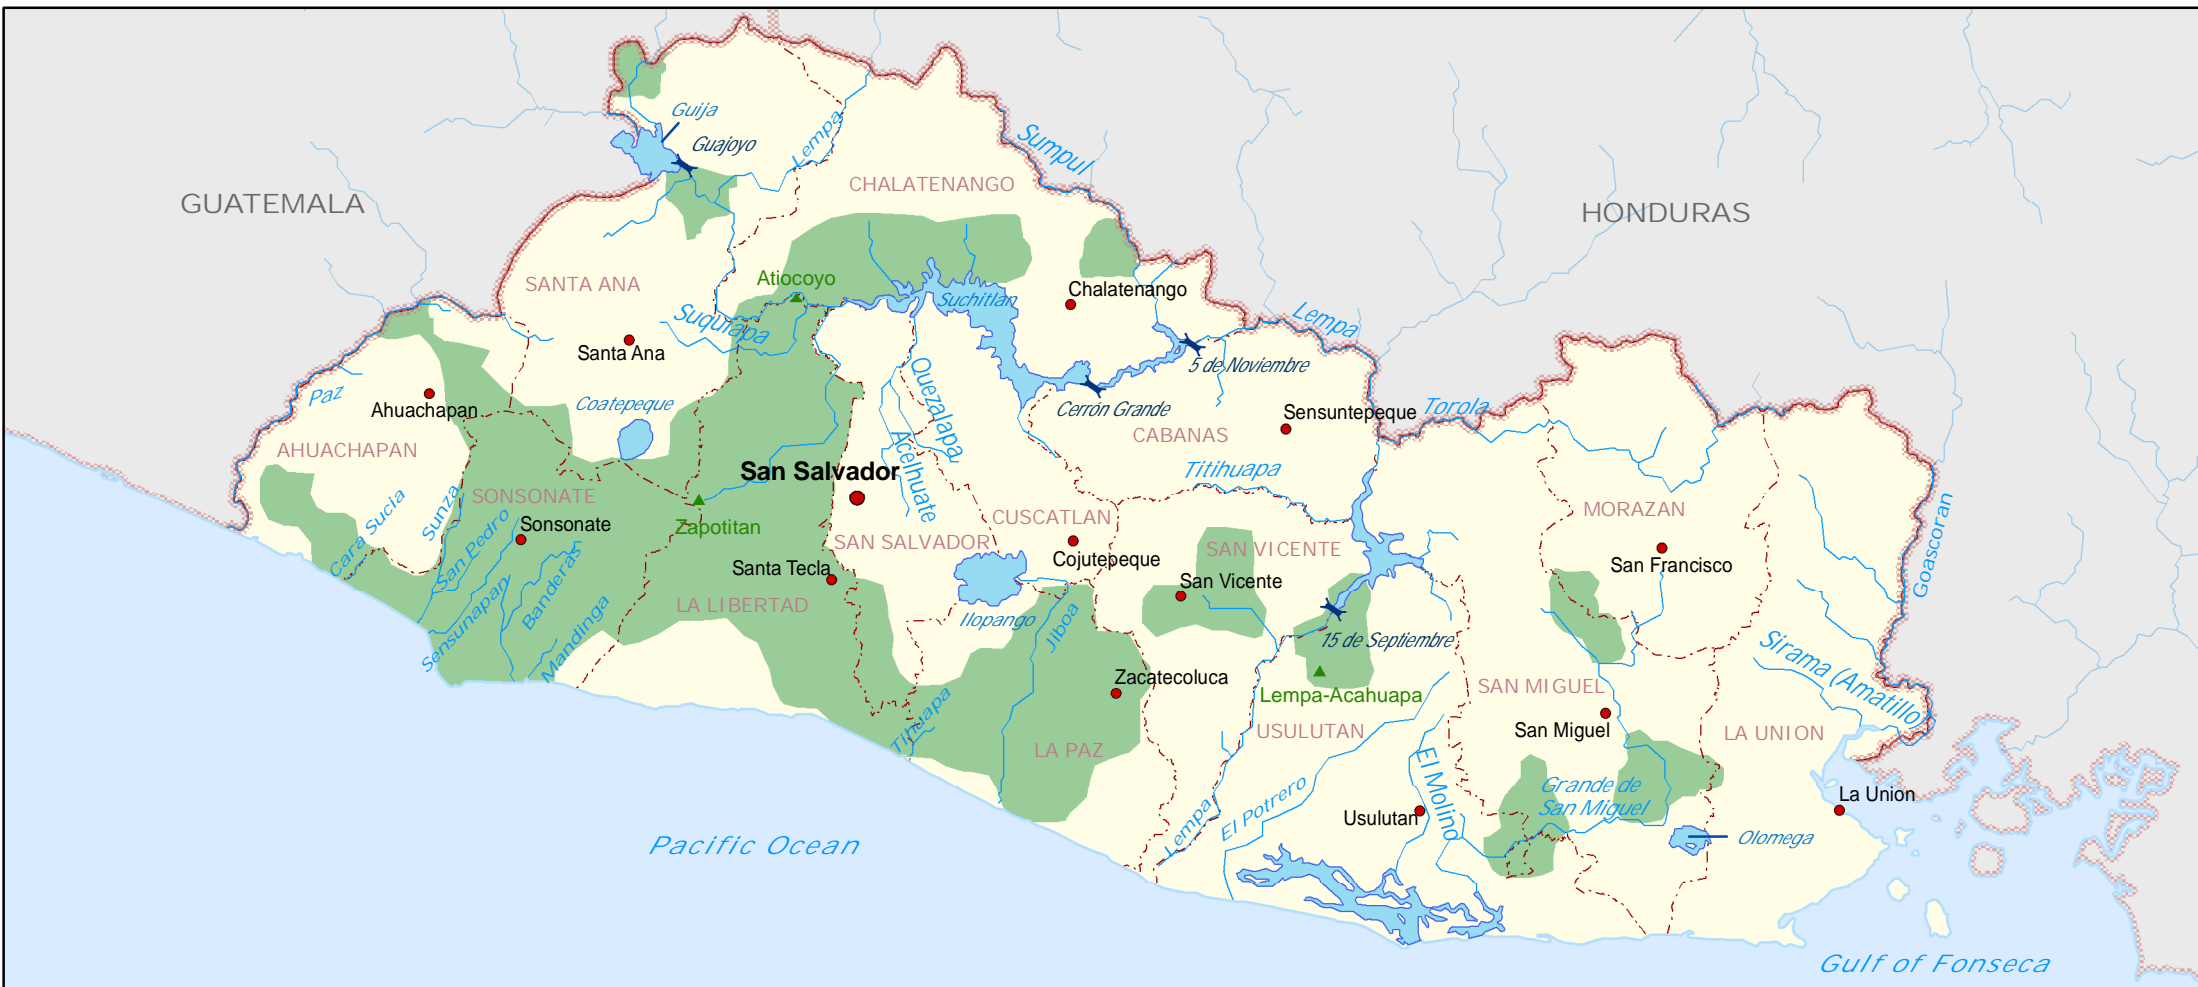 Guija
Guajoyo
Lempa
Sumpul
CHALATENANGO
GUATEMALA
HONDURAS
SANTA ANA
Atiocoyo
Suchitlan
Chalatenango
Suquiapa
Lempa
Santa Ana
5 de Noviembre
Paz
Ahuachapan
Coatepeque
Quezalapa
Cerrón Grande
Sensuntepeque
Torola
CABANAS
AHUACHAPAN
Acelhuate
San Salvador
Titihuapa
SONSONATE
Cara Sucia
Sunza
San Pedro
Sonsonate
Zapotitan
CUSCATLAN
MORAZAN
SAN SALVADOR
Cojutepeque
SAN VICENTE
San Francisco
Goascoran
Santa Tecla
San Vicente
Sensunapan
Banderas
Mandinga
LA LIBERTAD
Ilopango
Jiboa
15 de Septiembre
Sirama (Amatillo)
Zacatecoluca
Lempa-Acahuapa
SAN MIGUEL
Tihuapa
USULUTAN
San Miguel
LA UNION
LA PAZ
El Molino
Grande de
San Miguel
La Union
El Potrero
Lempa
Usulutan
Olomega
Pacific Ocean
Gulf of Fonseca